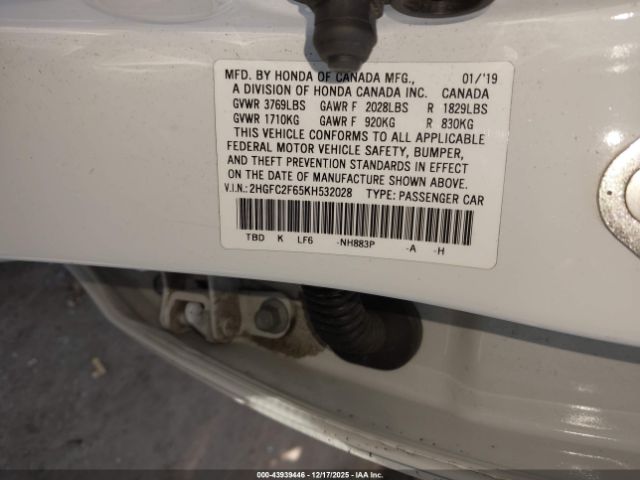 MFD. BY HONDA OF CANADA MFG., 01/'19
A DIVISION OF HONDA CANADA INC. CANADA
GVWR 3769LBS GAWR F 2028LBS R 1829LBS
GVWR 1710KG GAWR F 920KG R 830KG
THIS VEHICLE CONFORMS TO ALL APPLICABLE
FEDERAL MOTOR VEHICLE SAFETY, BUMPER,
AND THEFT PREVENTION STANDARDS IN EFFECT
ON THE DATE OF MANUFACTURE SHOWN ABOVE.
V.I.N.: 2HGFC2F65KH532028 TYPE: PASSENGER CAR
TBD K LF6 -NH883P -A -H
000-43939446 - 12/17/2025 - IAAI.COM